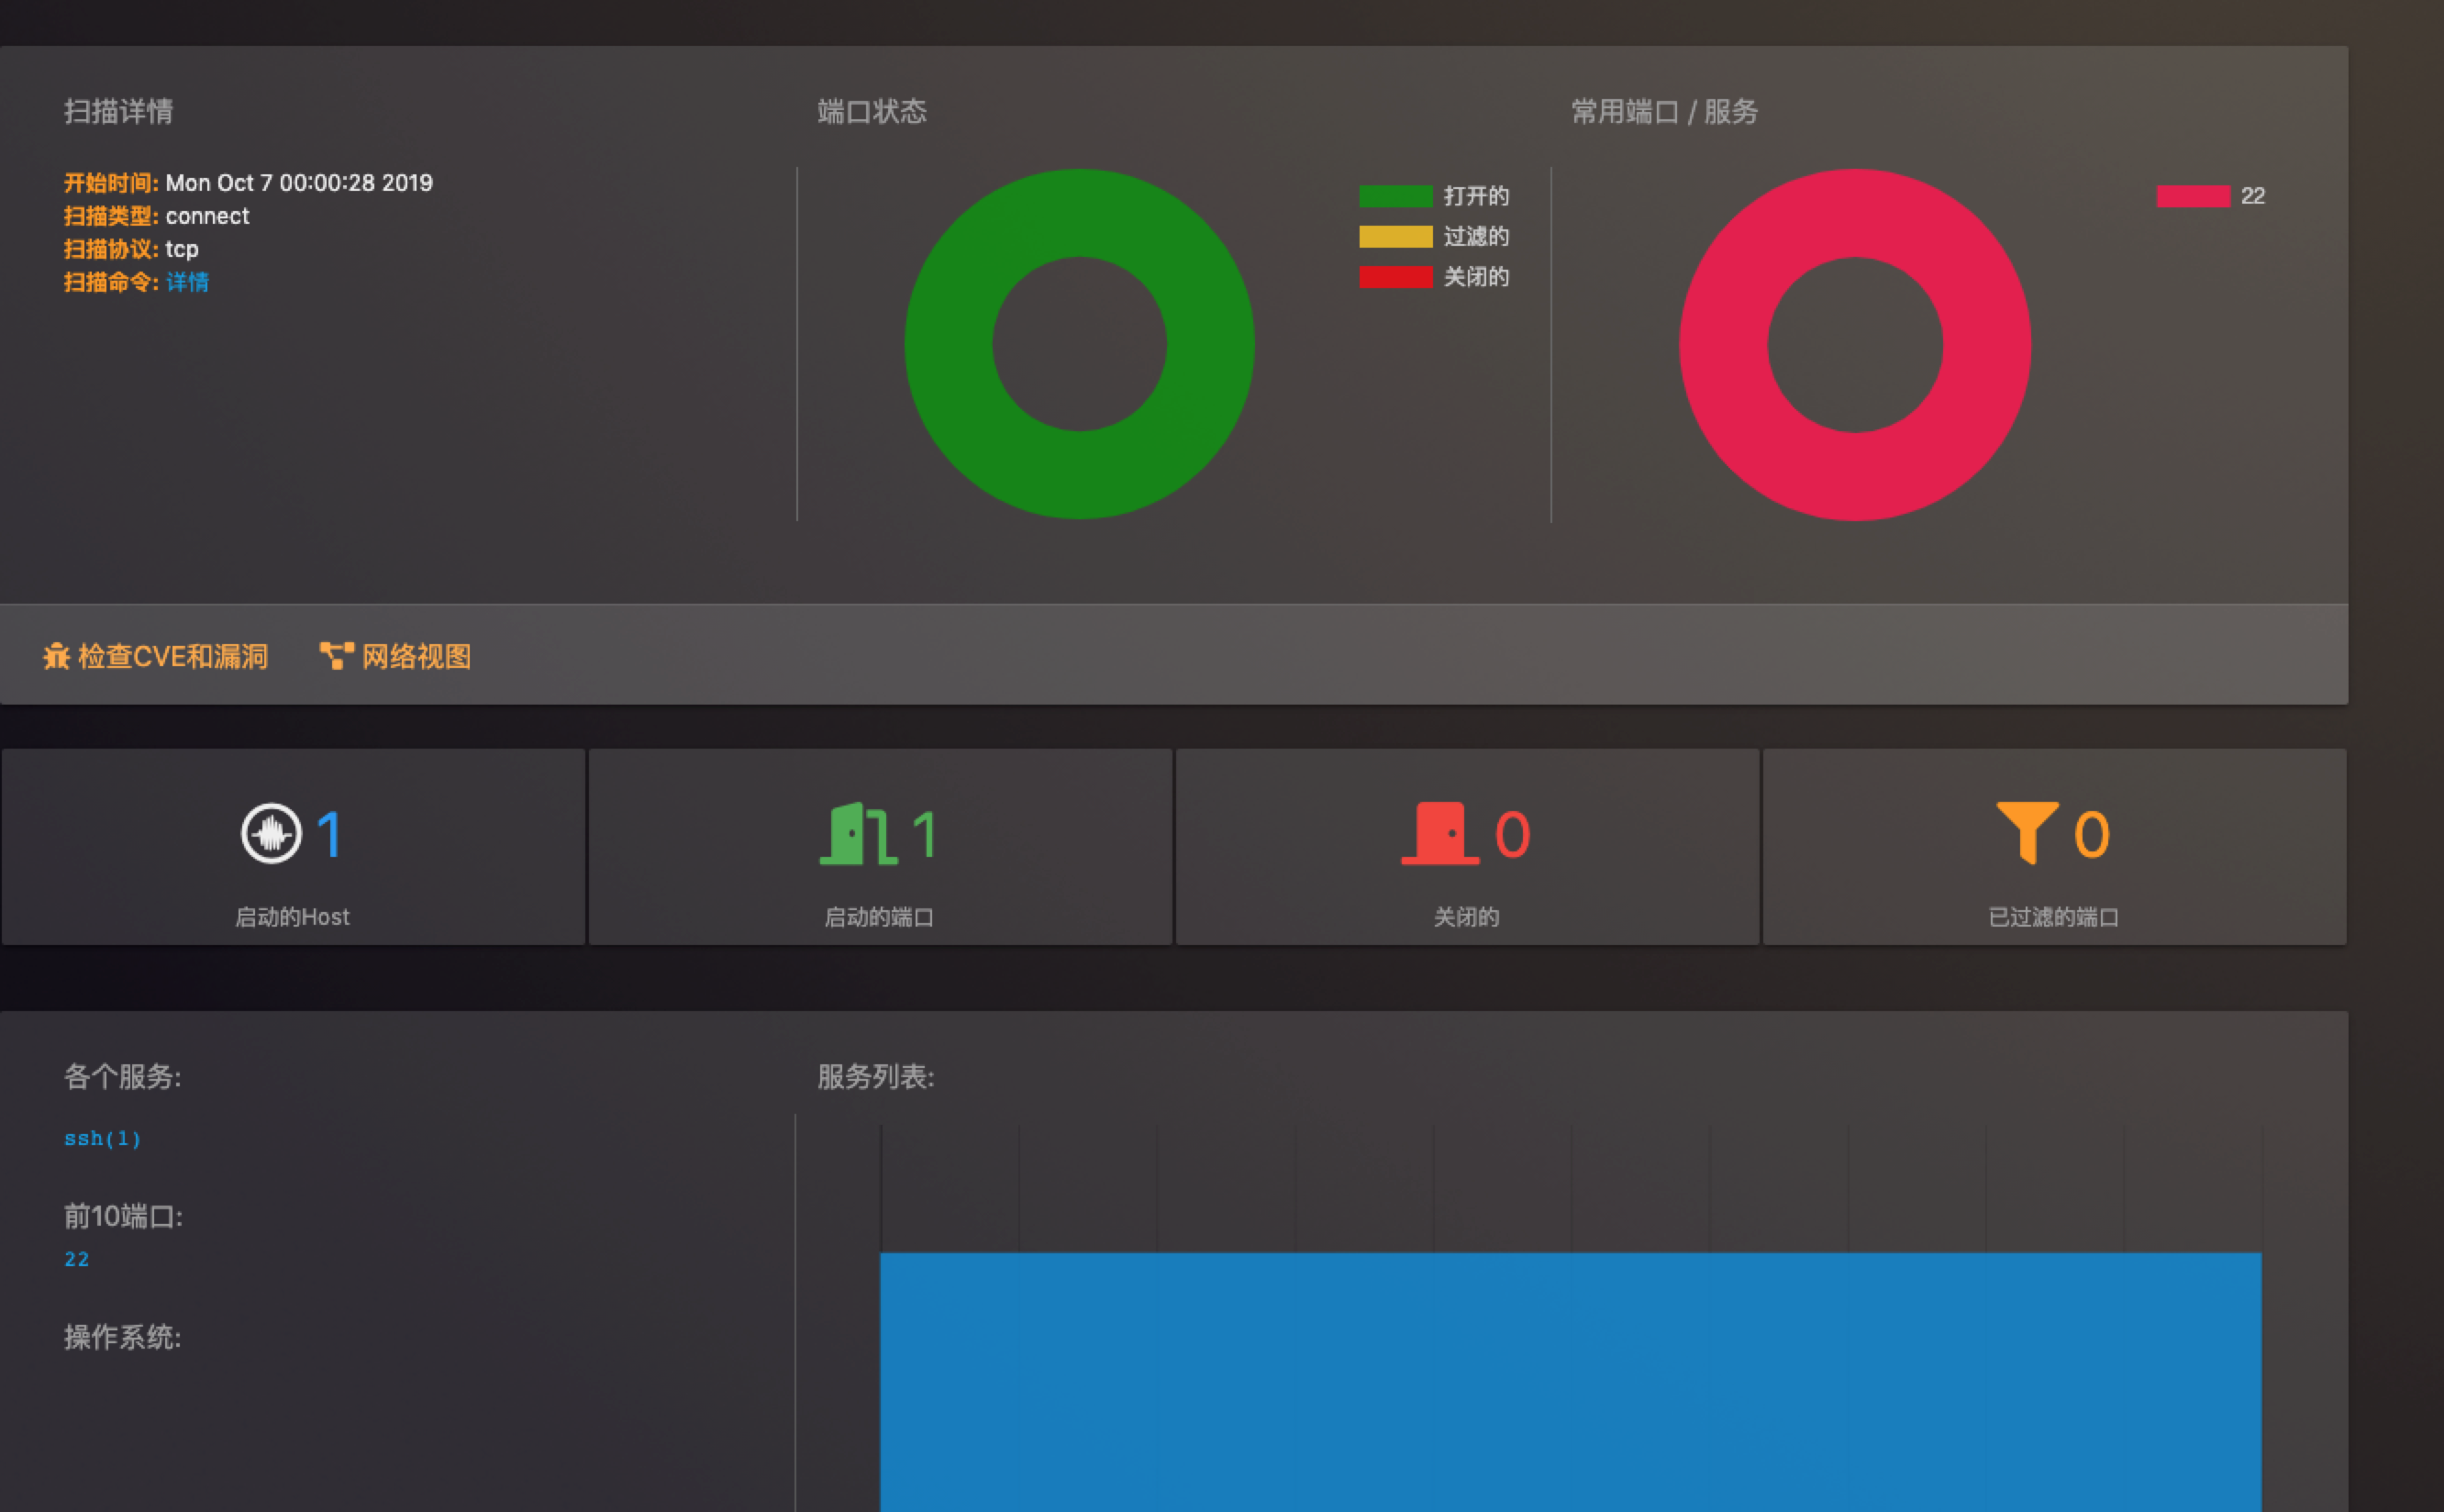 扫描详情
开始时间: Mon Oct 7 00:00:28 2019
扫描类型: connect
扫描协议: tcp
扫描命令: 详情
端口状态
打开的
过滤的
关闭的
常用端口 / 服务
22
检查CVE和漏洞
网络视图
1
启动的Host
1
启动的端口
0
关闭的
0
已过滤的端口
各个服务:
ssh(1)
前10端口:
22
操作系统:
服务列表: